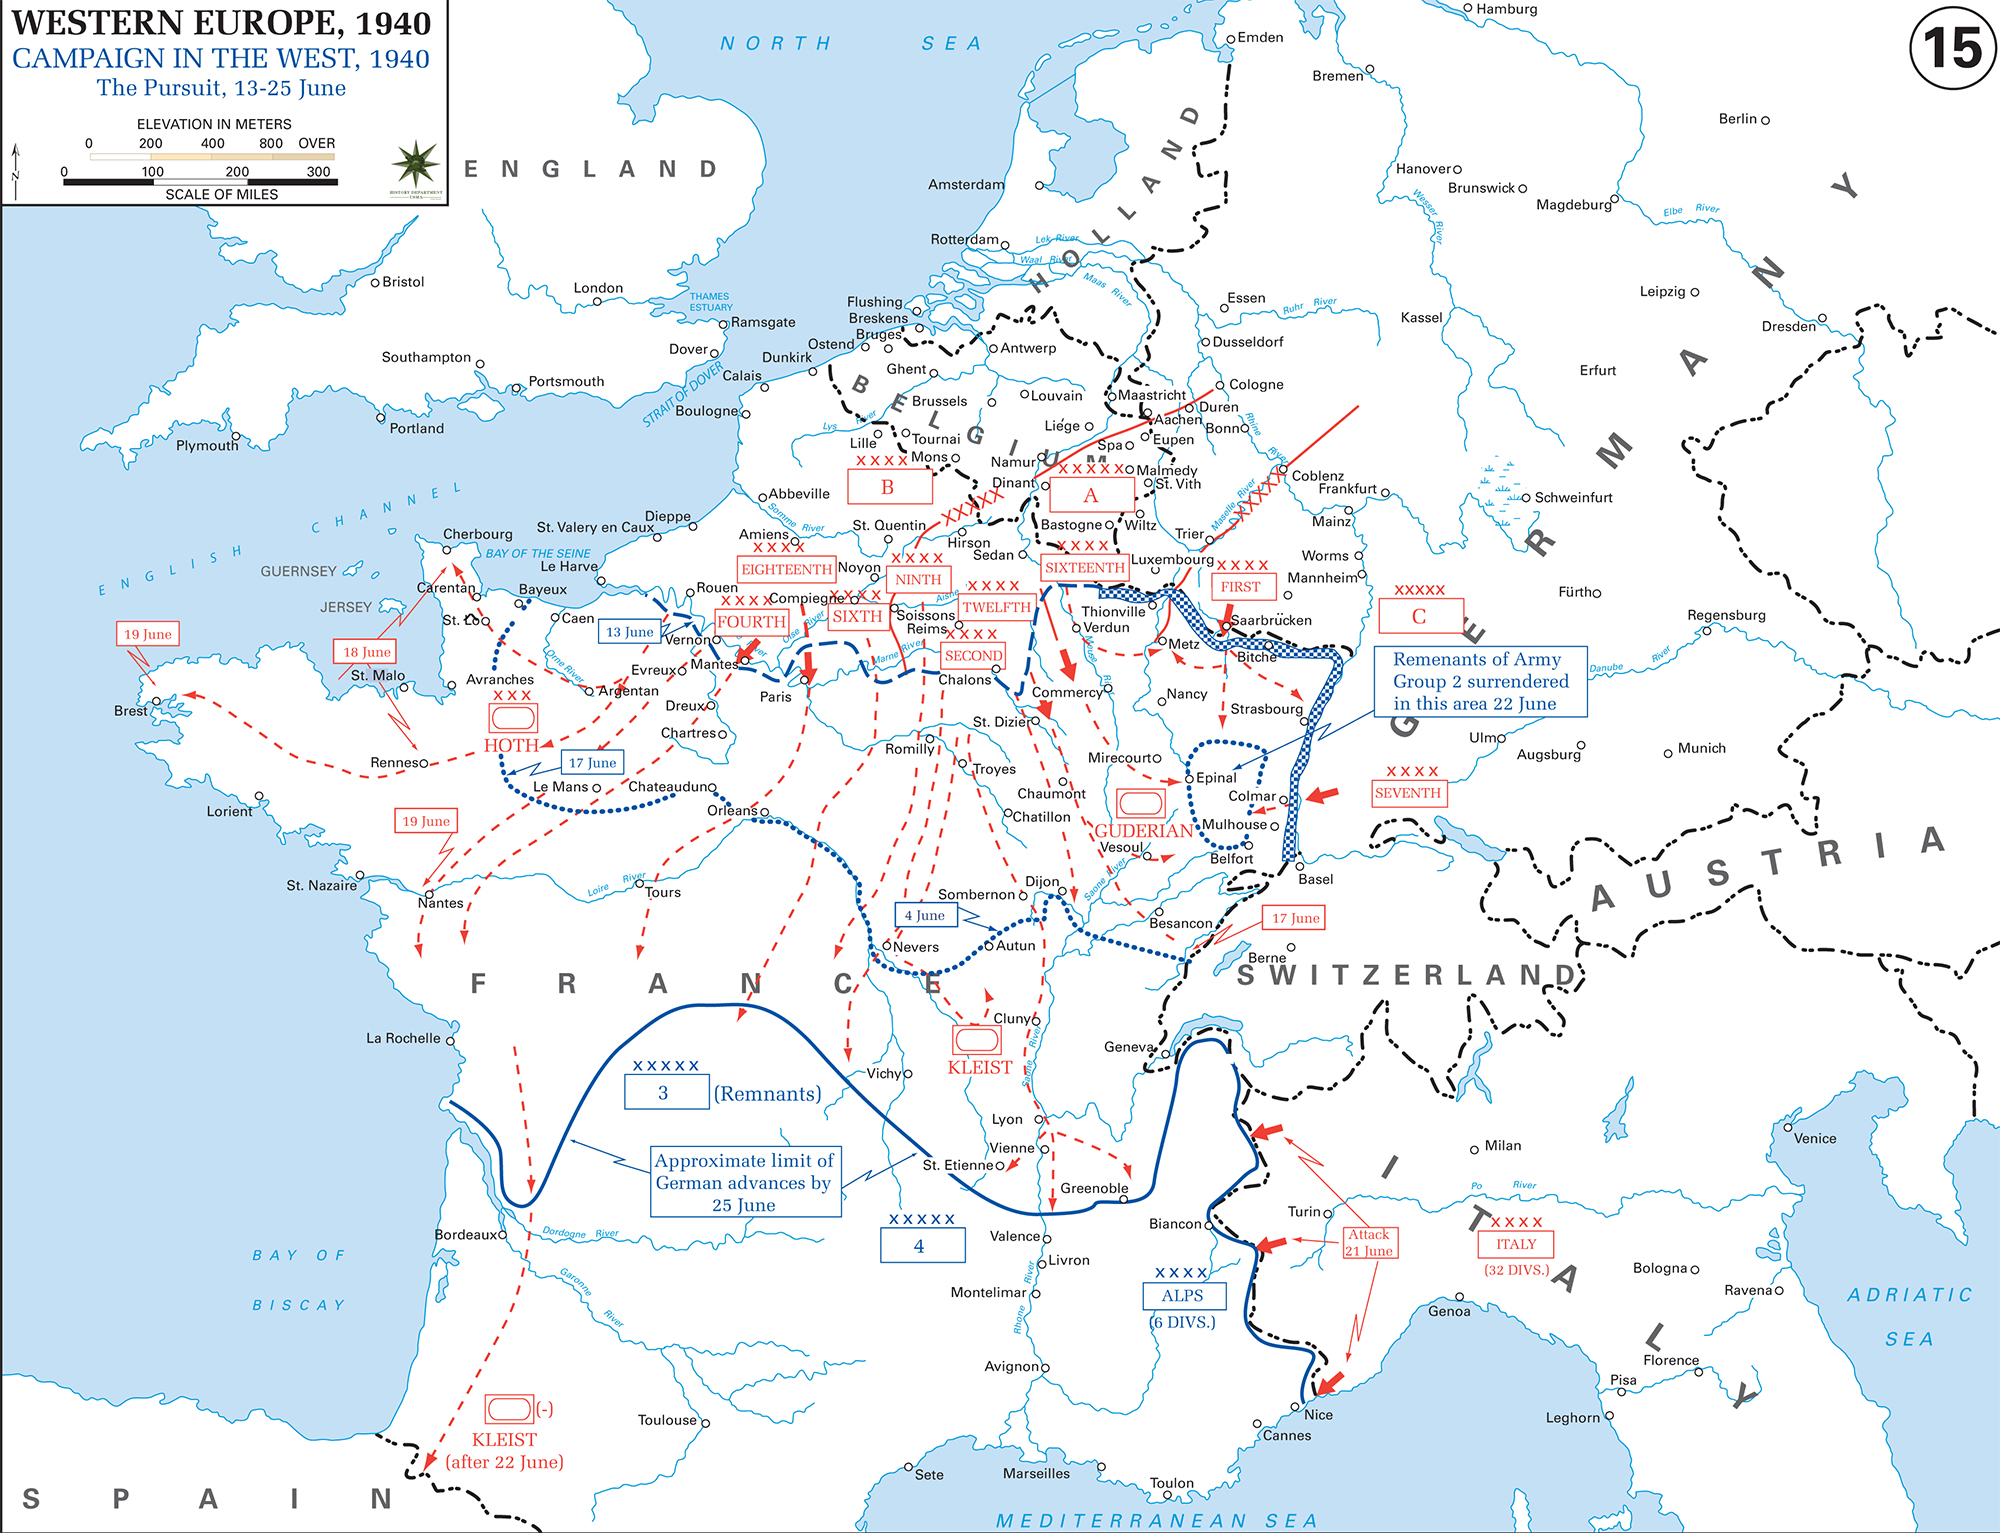 WESTERN EUROPE, 1940
CAMPAIGN IN THE WEST, 1940
The Pursuit, 13-25 June
ELEVATION IN METERS
0 200 400 800 OVER
0 100 200 300
SCALE OF MILES
N
HISTORY DEPARTMENT
USMA
15
NORTH SEA
ENGLAND
HOLLAND
BELGIUM
GERMANY
AUSTRIA
SWITZERLAND
ITALY
FRANCE
SPAIN
ENGLISH CHANNEL
STRAIT OF DOVER
THAMES
ESTUARY
BAY OF THE SEINE
BAY OF
BISCAY
MEDITERRANEAN SEA
ADRIATIC
SEA
GUERNSEY
JERSEY
Hamburg
Emden
Bremen
Berlin
Hanover
Brunswick
Magdeburg
Elbe River
Wesser River
Amsterdam
Rotterdam
Lek River
Waal River
Maas River
Bristol
London
Ramsgate
Dover
Southampton
Portsmouth
Portland
Plymouth
Essen
Ruhr River
Kassel
Leipzig
Dresden
Erfurt
Dusseldorf
Cologne
Flushing
Breskens
Bruges
Ostend
Dunkirk
Calais
Boulogne
Antwerp
Ghent
Brussels
Louvain
Maastricht
Duren
Aachen
Bonn
Rhine River
Liége
Eupen
Spa
Lys River
Lille
Tournai
Mons
Namur
Dinant
Malmedy
St. Vith
Coblenz
Frankfurt
Schweinfurt
Mainz
Maselle River
Abbeville
Somme River
Dieppe
St. Valery en Caux
Le Harve
Amiens
St. Quentin
Hirson
Sedan
Bastogne
Wiltz
Trier
Luxembourg
Worms
Mannheim
Fürtho
Regensburg
Danube River
Cherbourg
Carentan
Bayeux
Caen
Rouen
Noyon
Compiegne
Soissons
Reims
Aisne
Oise River
Marne River
Meuse
River
Thionville
Verdun
Metz
Saarbrücken
Bitche
Vernon
Evreux
Mantes
Paris
Chalons
Commercy
Nancy
Strasbourg
Ulm
Augsburg
Munich
St. Malo
Avranches
Orne River
Argentan
Dreux
Chartres
Brest
Rennes
Lorient
Le Mans
Chateaudun
Orleans
Romilly
St. Dizier
Troyes
Chaumont
Chatillon
Mirecourt
Epinal
Colmar
Mulhouse
Belfort
Vesoul
Basel
St. Nazaire
Nantes
Loire River
Tours
Sombernon
Dijon
Saone River
Besancon
Nevers
Autun
Berne
La Rochelle
Cluny
Saone River
Geneva
Vichy
Lyon
Vienne
St. Etienne
Greenoble
Biancon
Turin
Milan
Venice
Po River
Bordeaux
Dordogne River
Garonne
River
Valence
Livron
Montelimar
Rhone River
Avignon
Toulouse
Sete
Marseilles
Toulon
Cannes
Nice
Genoa
Bologna
Ravena
Florence
Pisa
Leghorn
XXXX
B
XXXXX
A
XXXXX
XXXXX
XXXXX
C
XXXX
EIGHTEENTH
XXXX
FOURTH
XXXX
SIXTH
XXXX
NINTH
XXXX
TWELFTH
XXXX
SECOND
XXXX
SIXTEENTH
XXXX
FIRST
XXXX
SEVENTH
XXX
HOTH
GUDERIAN
KLEIST
(-)
KLEIST
(after 22 June)
19 June
18 June
13 June
17 June
19 June
4 June
17 June
Remenants of Army
Group 2 surrendered
in this area 22 June
XXXXX
3 (Remnants)
Approximate limit of
German advances by
25 June
XXXXX
4
XXXX
ALPS
(6 DIVS.)
Attack
21 June
XXXX
ITALY
(32 DIVS.)